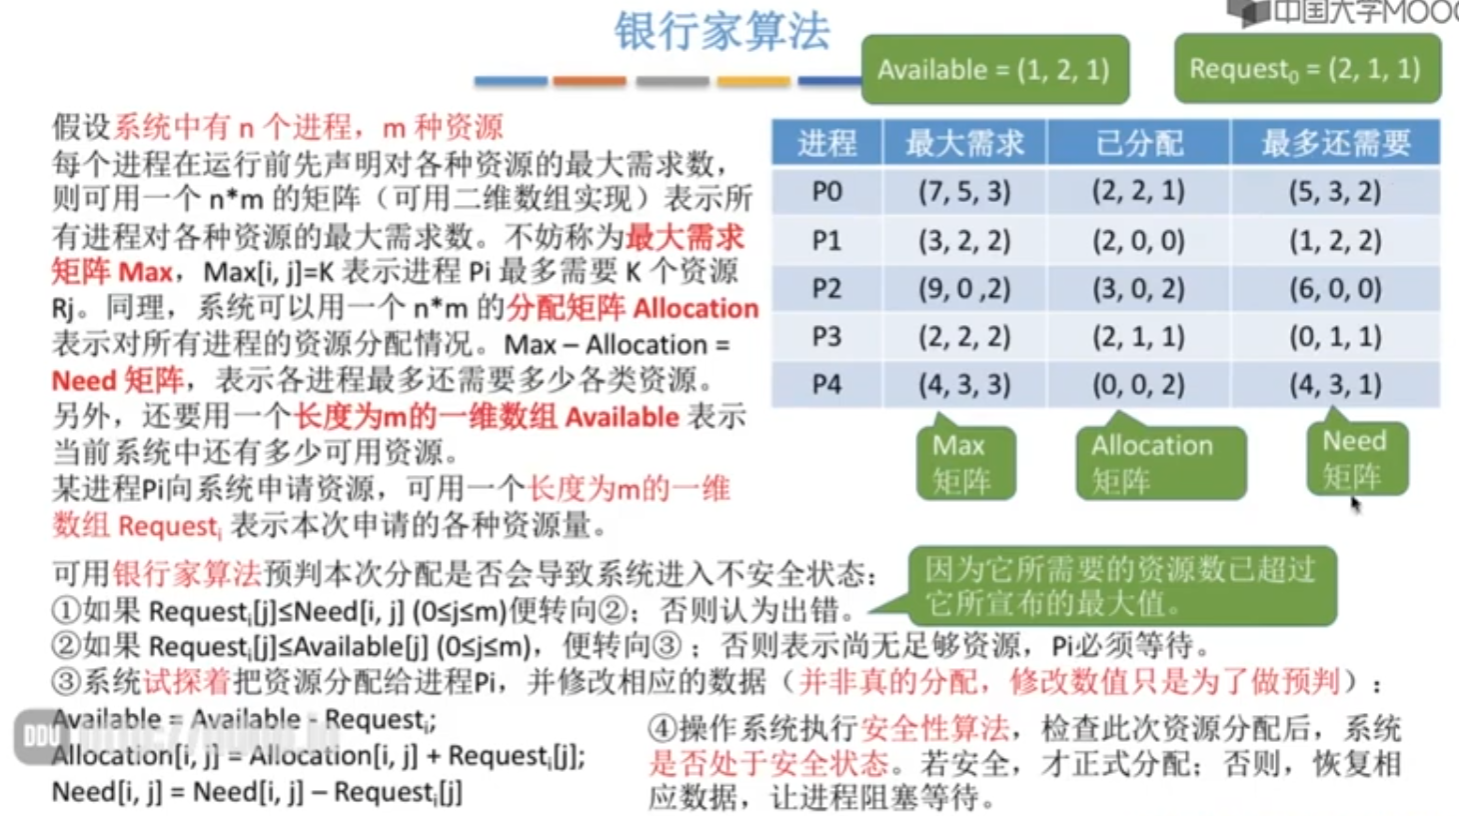 银行家算法
中国大学MOOC
Available = (1, 2, 1)
Request₀ = (2, 1, 1)
假设系统中有 n 个进程，m 种资源
每个进程在运行前先声明对各种资源的最大需求数，
则可用一个 n*m 的矩阵（可用二维数组实现）表示所
有进程对各种资源的最大需求数。不妨称为最大需求
矩阵 Max，Max[i, j]=K 表示进程 Pi 最多需要 K 个资源
Rj。同理，系统可以用一个 n*m 的分配矩阵 Allocation
表示对所有进程的资源分配情况。Max – Allocation =
Need 矩阵，表示各进程最多还需要多少各类资源。
另外，还要用一个长度为m的一维数组 Available 表示
当前系统中还有多少可用资源。
某进程Pi向系统申请资源，可用一个长度为m的一维
数组 Requestᵢ 表示本次申请的各种资源量。
进程 最大需求 已分配 最多还需要
P0 (7, 5, 3) (2, 2, 1) (5, 3, 2)
P1 (3, 2, 2) (2, 0, 0) (1, 2, 2)
P2 (9, 0 ,2) (3, 0, 2) (6, 0, 0)
P3 (2, 2, 2) (2, 1, 1) (0, 1, 1)
P4 (4, 3, 3) (0, 0, 2) (4, 3, 1)
Max
矩阵
Allocation
矩阵
Need
矩阵
可用银行家算法预判本次分配是否会导致系统进入不安全状态：
①如果 Requestᵢ[j]≤Need[i, j] (0≤j≤m)便转向②；否则认为出错。
因为它所需要的资源数已超过
它所宣布的最大值。
②如果 Requestᵢ[j]≤Available[j] (0≤j≤m)，便转向③；否则表示尚无足够资源，Pi必须等待。
③系统试探着把资源分配给进程Pi，并修改相应的数据（并非真的分配，修改数值只是为了做预判）：
Available = Available - Requestᵢ;
Allocation[i, j] = Allocation[i, j] + Requestᵢ[j];
Need[i, j] = Need[i, j] – Requestᵢ[j]
④操作系统执行安全性算法，检查此次资源分配后，系统
是否处于安全状态。若安全，才正式分配；否则，恢复相
应数据，让进程阻塞等待。